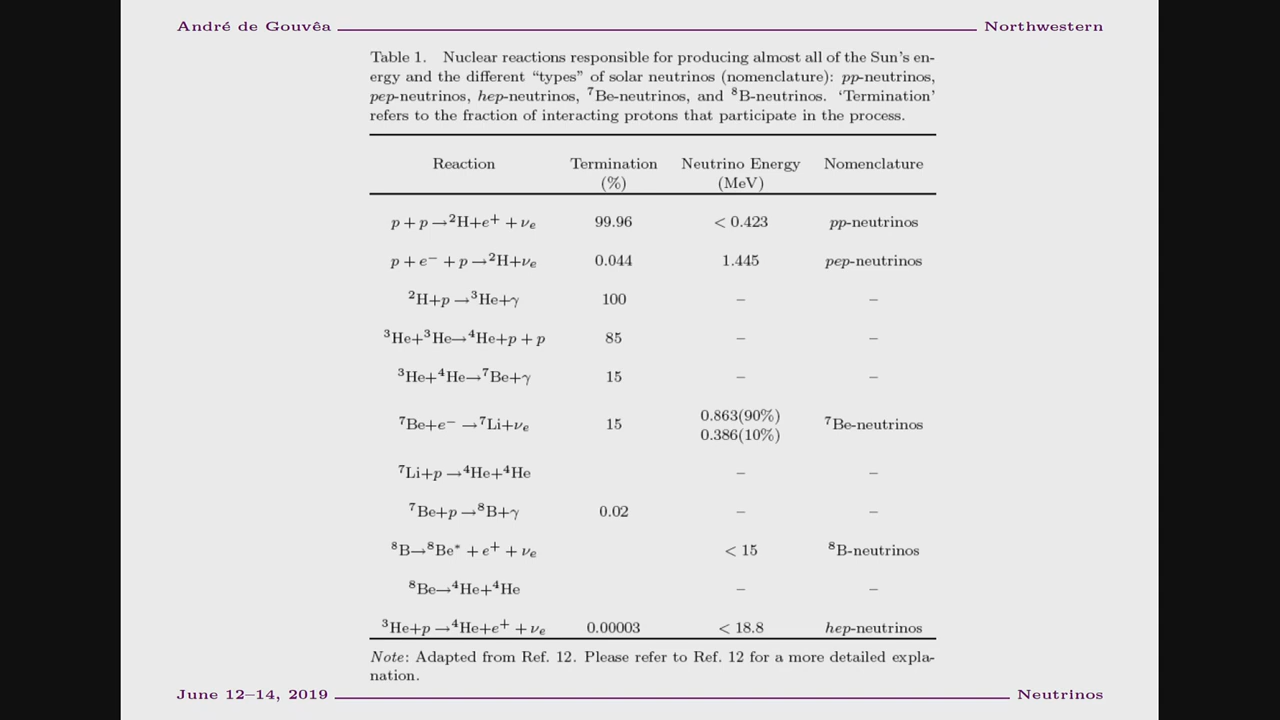 André de Gouvêa Northwestern
Table 1. Nuclear reactions responsible for producing almost all of the Sun's en-
ergy and the different “types” of solar neutrinos (nomenclature): pp-neutrinos,
pep-neutrinos, hep-neutrinos, ⁷Be-neutrinos, and ⁸B-neutrinos. ‘Termination’
refers to the fraction of interacting protons that participate in the process.
Reaction Termination Neutrino Energy Nomenclature
(%) (MeV)
p + p →²H+e⁺ + νₑ 99.96 < 0.423 pp-neutrinos
p + e⁻ + p →²H+νₑ 0.044 1.445 pep-neutrinos
²H+p →³He+γ 100 – –
³He+³He→⁴He+p + p 85 – –
³He+⁴He→⁷Be+γ 15 – –
⁷Be+e⁻ →⁷Li+νₑ 15 0.863(90%) ⁷Be-neutrinos
0.386(10%)
⁷Li+p →⁴He+⁴He – –
⁷Be+p →⁸B+γ 0.02 – –
⁸B→⁸Be* + e⁺ + νₑ < 15 ⁸B-neutrinos
⁸Be→⁴He+⁴He – –
³He+p →⁴He+e⁺ + νₑ 0.00003 < 18.8 hep-neutrinos
Note: Adapted from Ref. 12. Please refer to Ref. 12 for a more detailed expla-
nation.
June 12–14, 2019 Neutrinos